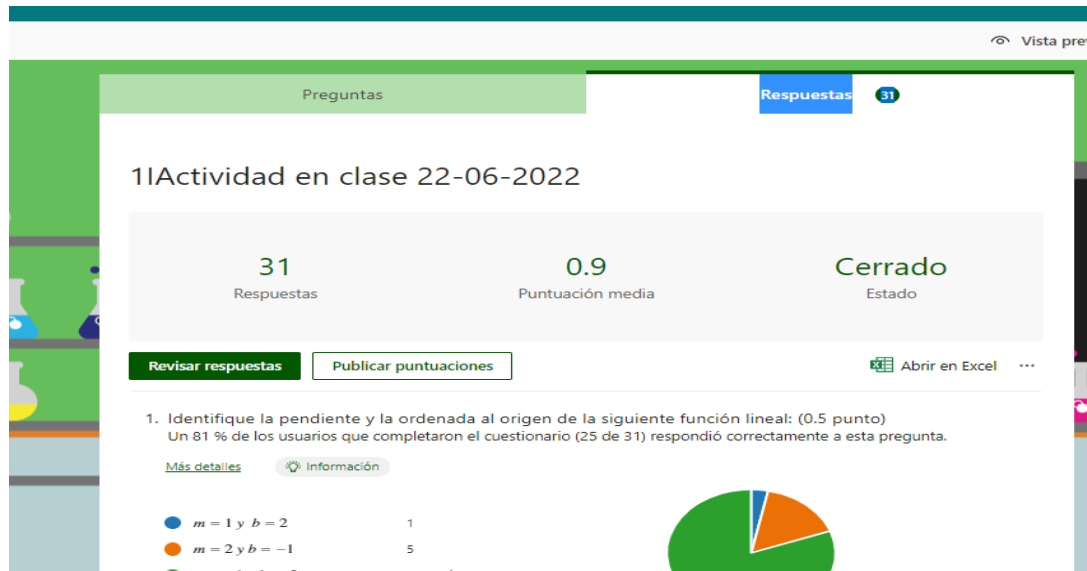 Vista pre
Preguntas
Respuestas 31
1IActividad en clase 22-06-2022
31
Respuestas
0.9
Puntuación media
Cerrado
Estado
Revisar respuestas
Publicar puntuaciones
Abrir en Excel
1. Identifique la pendiente y la ordenada al origen de la siguiente función lineal: (0.5 punto)
Un 81 % de los usuarios que completaron el cuestionario (25 de 31) respondió correctamente a esta pregunta.
Más detalles
Información
m = 1 y b = 2 1
m = 2 y b = −1 5